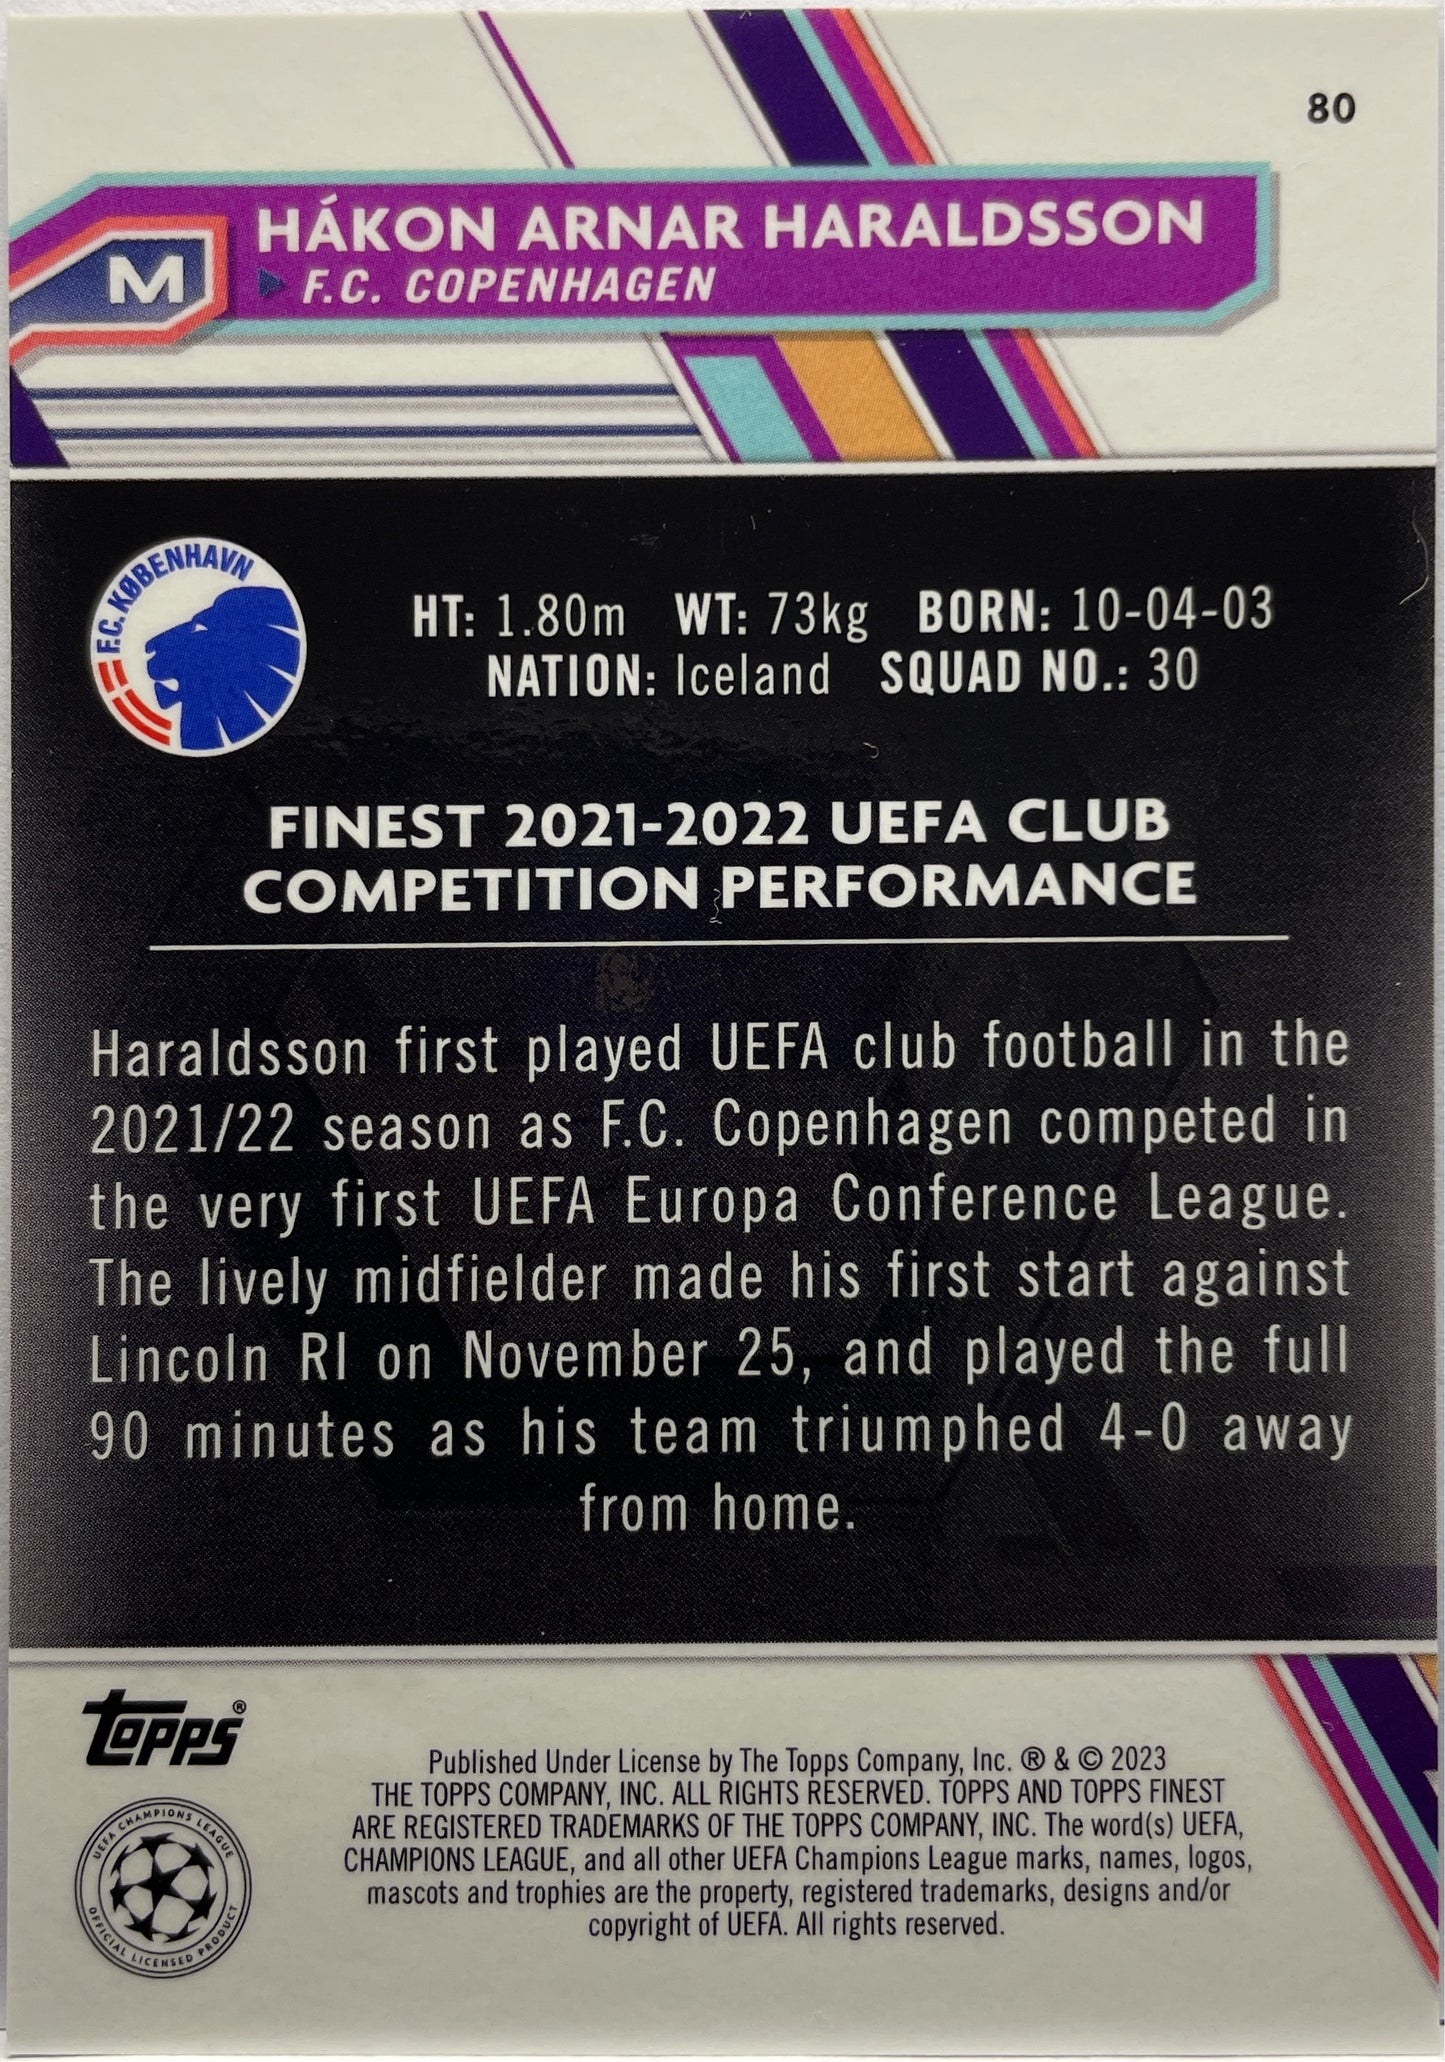 80
HÁKON ARNAR HARALDSSON
M
F.C. COPENHAGEN
F.C. KØBENHAVN
HT: 1.80m WT: 73kg BORN: 10-04-03
NATION: Iceland SQUAD NO.: 30
FINEST 2021-2022 UEFA CLUB
COMPETITION PERFORMANCE
Haraldsson first played UEFA club football in the
2021/22 season as F.C. Copenhagen competed in
the very first UEFA Europa Conference League.
The lively midfielder made his first start against
Lincoln RI on November 25, and played the full
90 minutes as his team triumphed 4-0 away
from home.
Topps®
Published Under License by The Topps Company, Inc. ® & © 2023
THE TOPPS COMPANY, INC. ALL RIGHTS RESERVED. TOPPS AND TOPPS FINEST
ARE REGISTERED TRADEMARKS OF THE TOPPS COMPANY, INC. The word(s) UEFA,
CHAMPIONS LEAGUE, and all other UEFA Champions League marks, names, logos,
mascots and trophies are the property, registered trademarks, designs and/or
copyright of UEFA. All rights reserved.
UEFA CHAMPIONS LEAGUE
OFFICIAL LICENSED PRODUCT